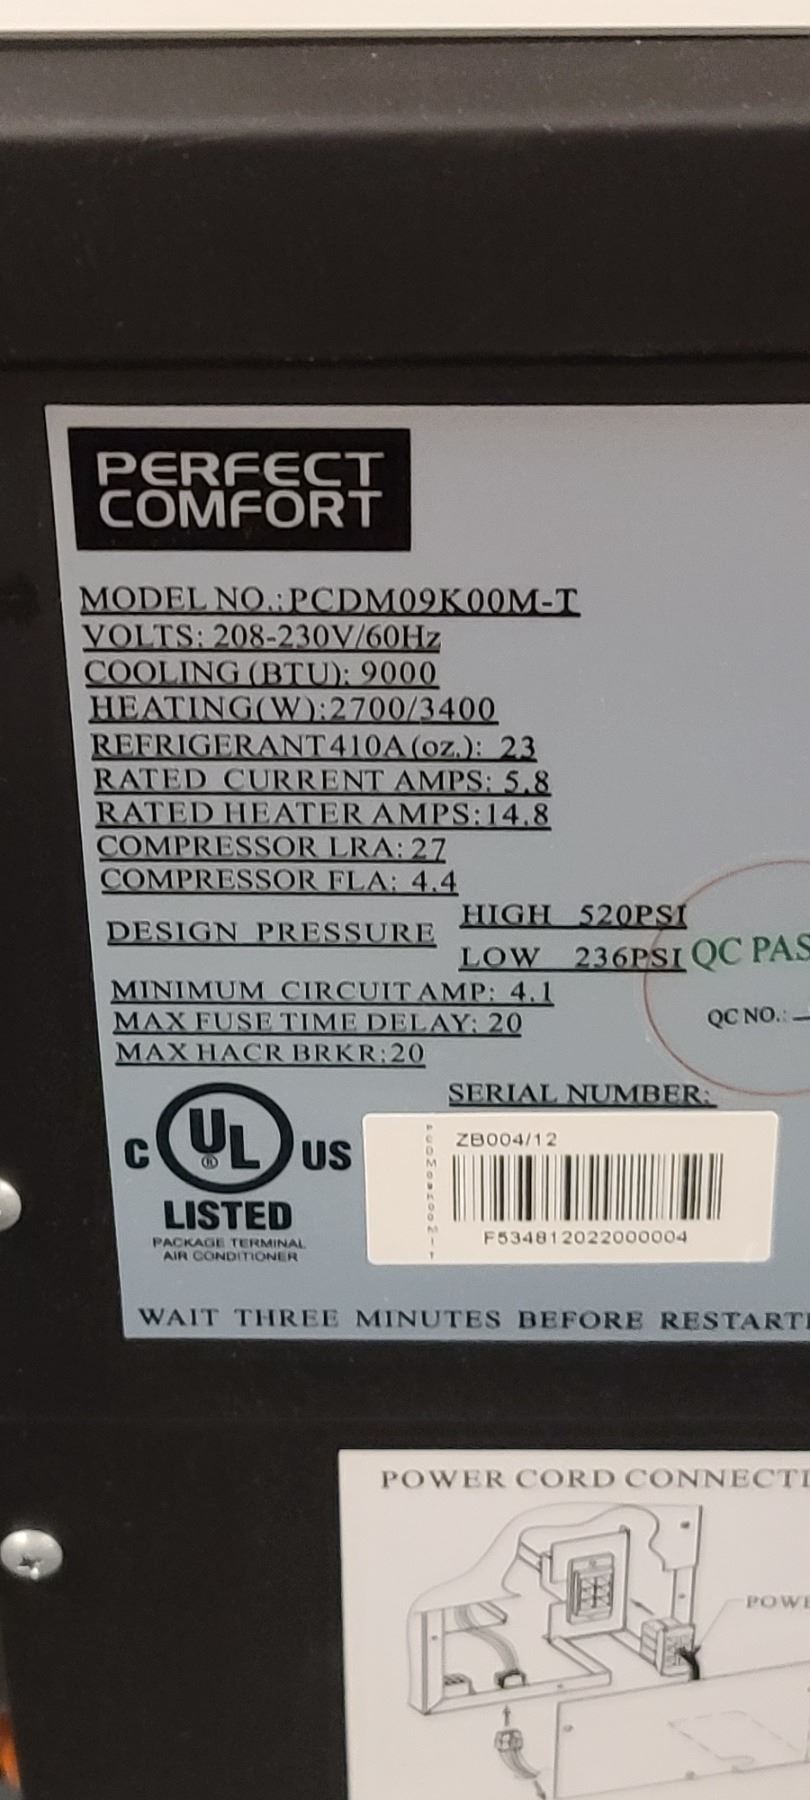 PERFECT
COMFORT
MODEL NO.:PCDM09K00M-T
VOLTS: 208-230V/60Hz
COOLING (BTU): 9000
HEATING(W):2700/3400
REFRIGERANT 410A(oz.): 23
RATED CURRENT AMPS: 5.8
RATED HEATER AMPS:14.8
COMPRESSOR LRA: 27
COMPRESSOR FLA: 4.4
DESIGN PRESSURE
HIGH 520PSI
LOW 236PSI
QC PAS
QC NO.:
MINIMUM CIRCUIT AMP: 4.1
MAX FUSE TIME DELAY: 20
MAX HACR BRKR:20
SERIAL NUMBER:
C UL® US
LISTED
PACKAGE TERMINAL
AIR CONDITIONER
ZB004/12
F534812022000004
WAIT THREE MINUTES BEFORE RESTARTI
POWER CORD CONNECTI
POWE